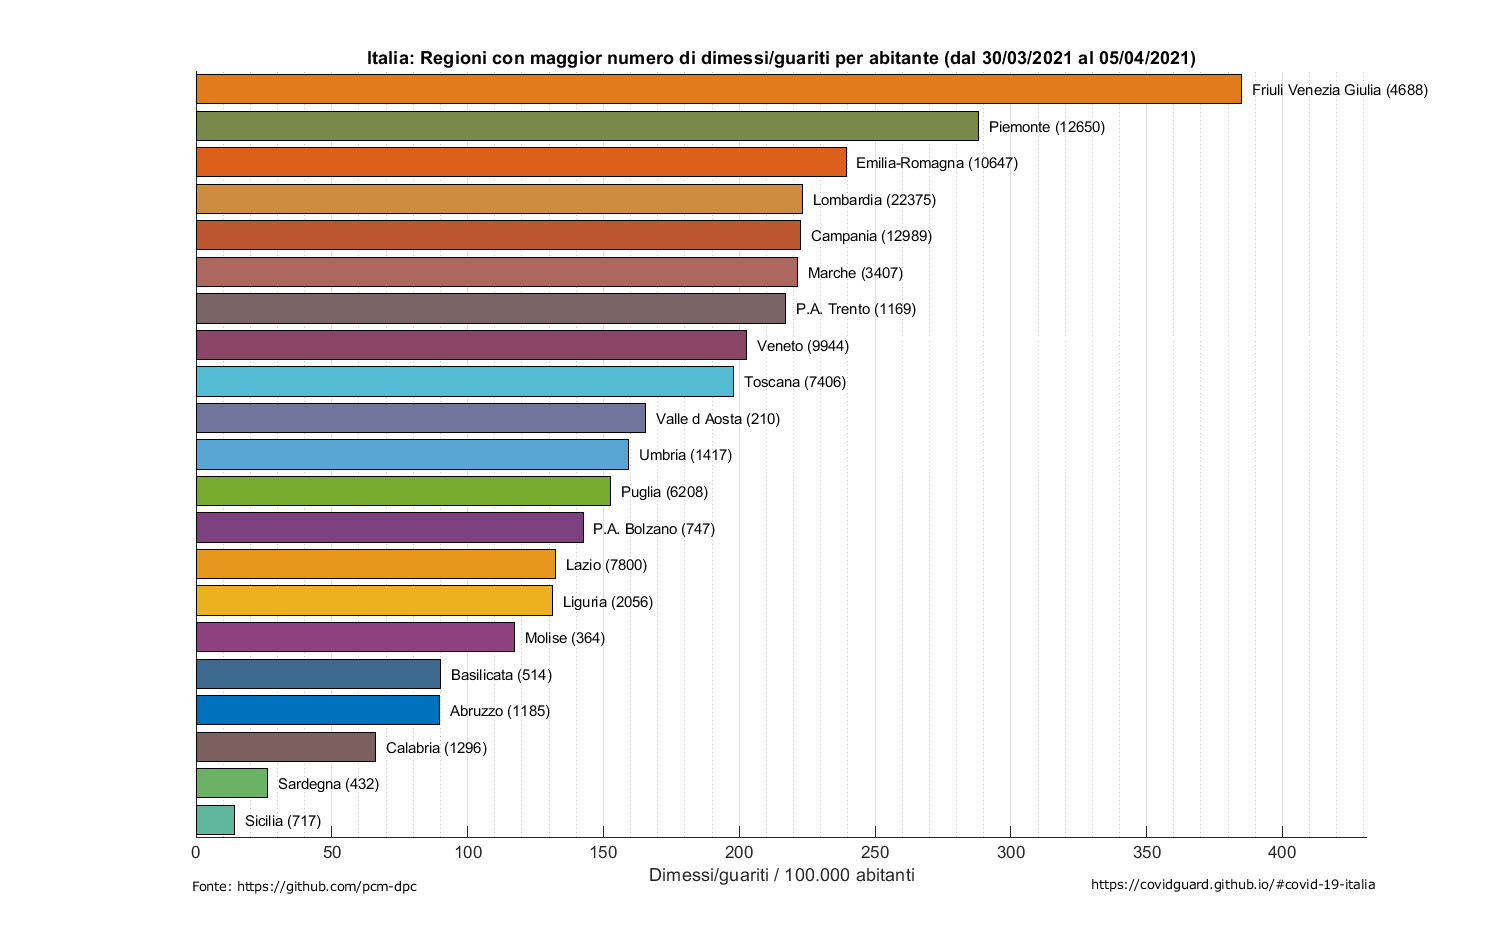 Italia: Regioni con maggior numero di dimessi/guariti per abitante (dal 30/03/2021 al 05/04/2021)
Friuli Venezia Giulia (4688)
Piemonte (12650)
Emilia-Romagna (10647)
Lombardia (22375)
Campania (12989)
Marche (3407)
P.A. Trento (1169)
Veneto (9944)
Toscana (7406)
Valle d Aosta (210)
Umbria (1417)
Puglia (6208)
P.A. Bolzano (747)
Lazio (7800)
Liguria (2056)
Molise (364)
Basilicata (514)
Abruzzo (1185)
Calabria (1296)
Sardegna (432)
Sicilia (717)
0 50 100 150 200 250 300 350 400
Dimessi/guariti / 100.000 abitanti
Fonte: https://github.com/pcm-dpc
https://covidguard.github.io/#covid-19-italia